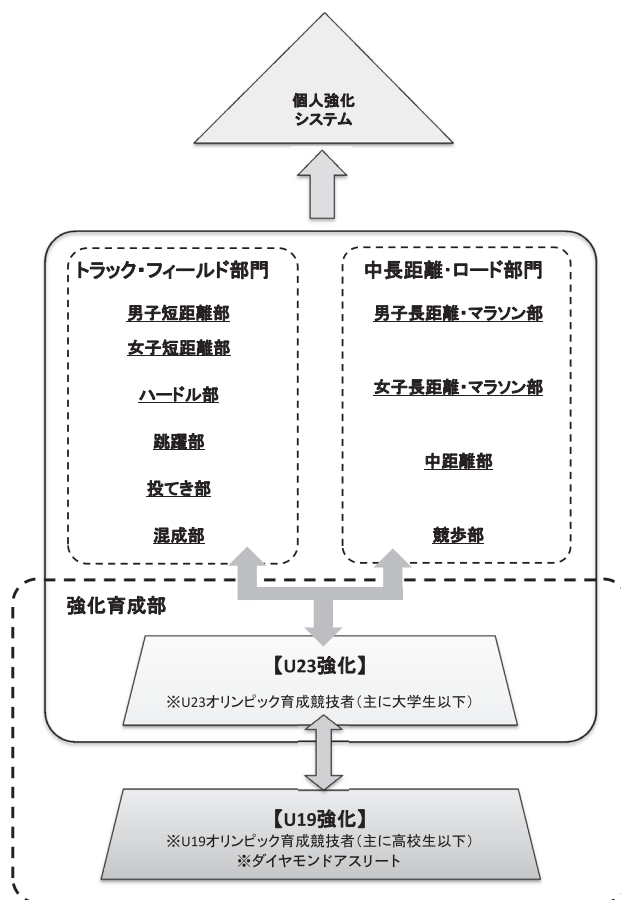 個人強化
システム
トラック・フィールド部門
男子短距離部
女子短距離部
ハードル部
跳躍部
投てき部
混成部
中長距離・ロード部門
男子長距離・マラソン部
女子長距離・マラソン部
中距離部
競歩部
強化育成部
【U23強化】
※U23オリンピック育成競技者(主に大学生以下)
【U19強化】
※U19オリンピック育成競技者(主に高校生以下)
※ダイヤモンドアスリート